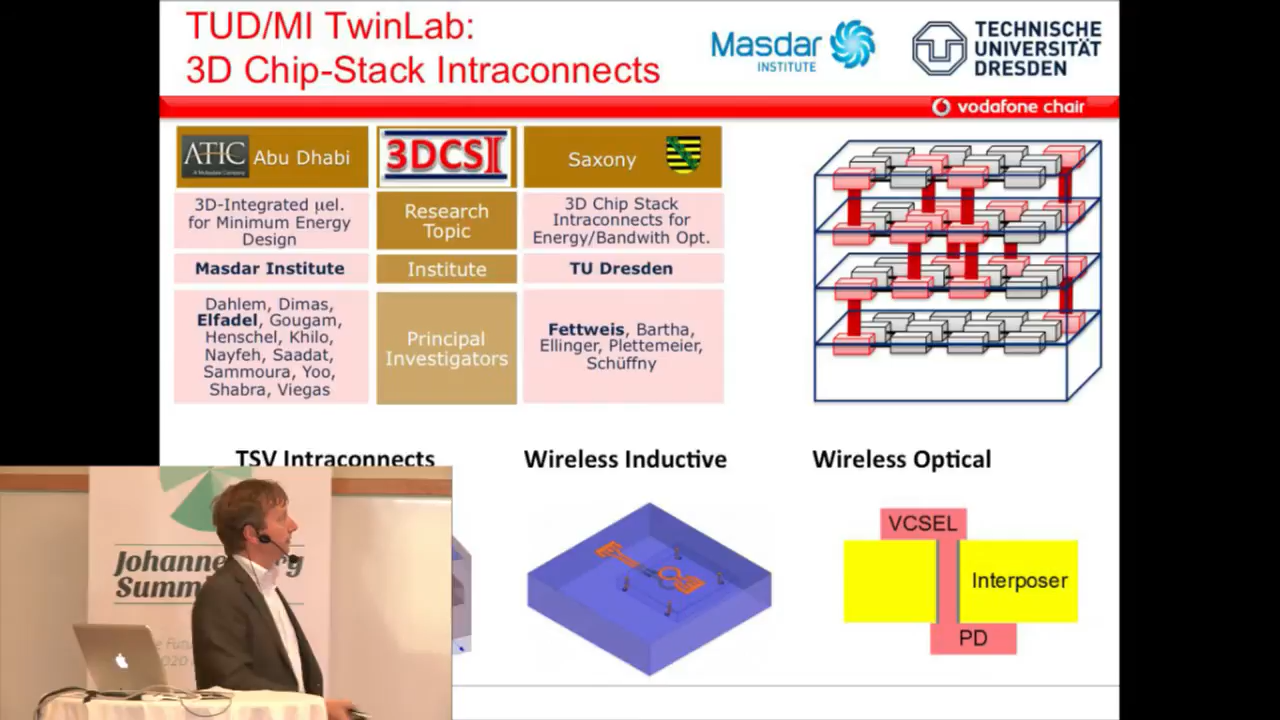 TUD/MI TwinLab:
3D Chip-Stack Intraconnects
Masdar
INSTITUTE
TECHNISCHE
UNIVERSITÄT
DRESDEN
vodafone chair
ATIC
Abu Dhabi
3DCSI
Saxony
3D-Integrated µel.
for Minimum Energy
Design
Research
Topic
3D Chip Stack
Intraconnects for
Energy/Bandwith Opt.
Masdar Institute
Institute
TU Dresden
Dahlem, Dimas,
Elfadel, Gougam,
Henschel, Khilo,
Nayfeh, Saadat,
Sammoura, Yoo,
Shabra, Viegas
Principal
Investigators
Fettweis, Bartha,
Ellinger, Plettemeier,
Schüffny
TSV Intraconnects
Wireless Inductive
Wireless Optical
VCSEL
Interposer
PD